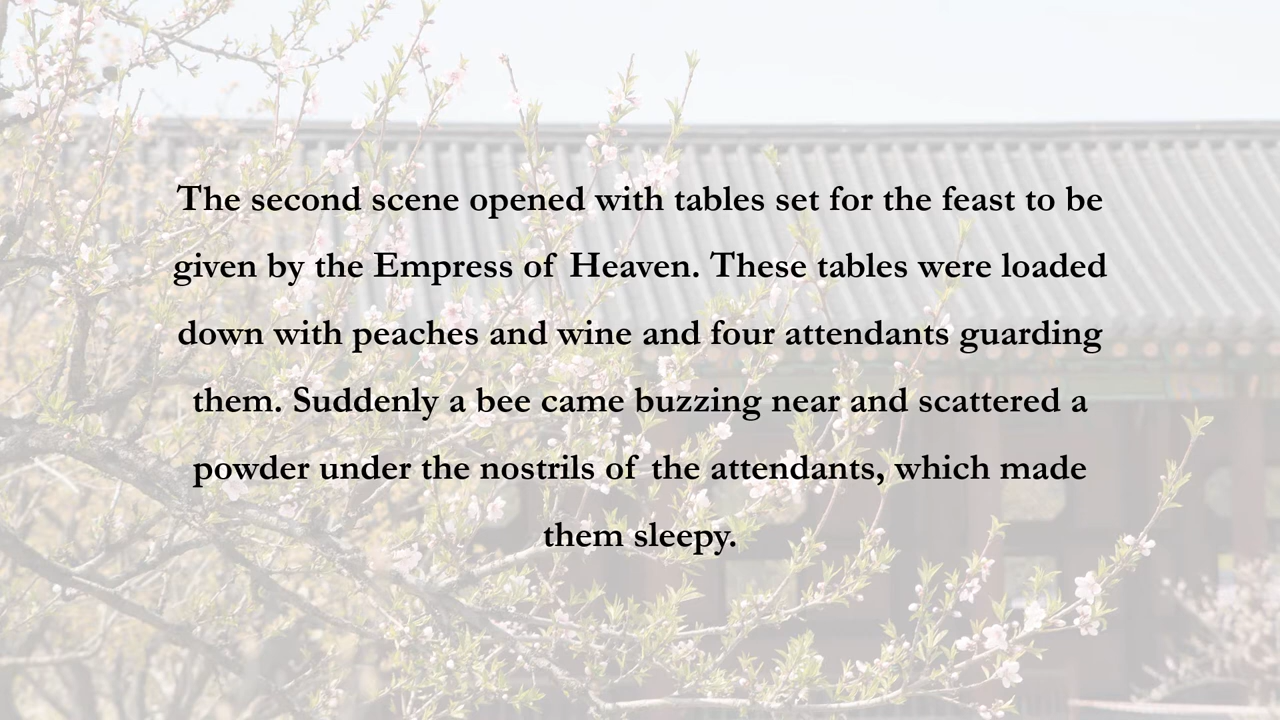 The second scene opened with tables set for the feast to be
given by the Empress of Heaven. These tables were loaded
down with peaches and wine and four attendants guarding
them. Suddenly a bee came buzzing near and scattered a
powder under the nostrils of the attendants, which made
them sleepy.